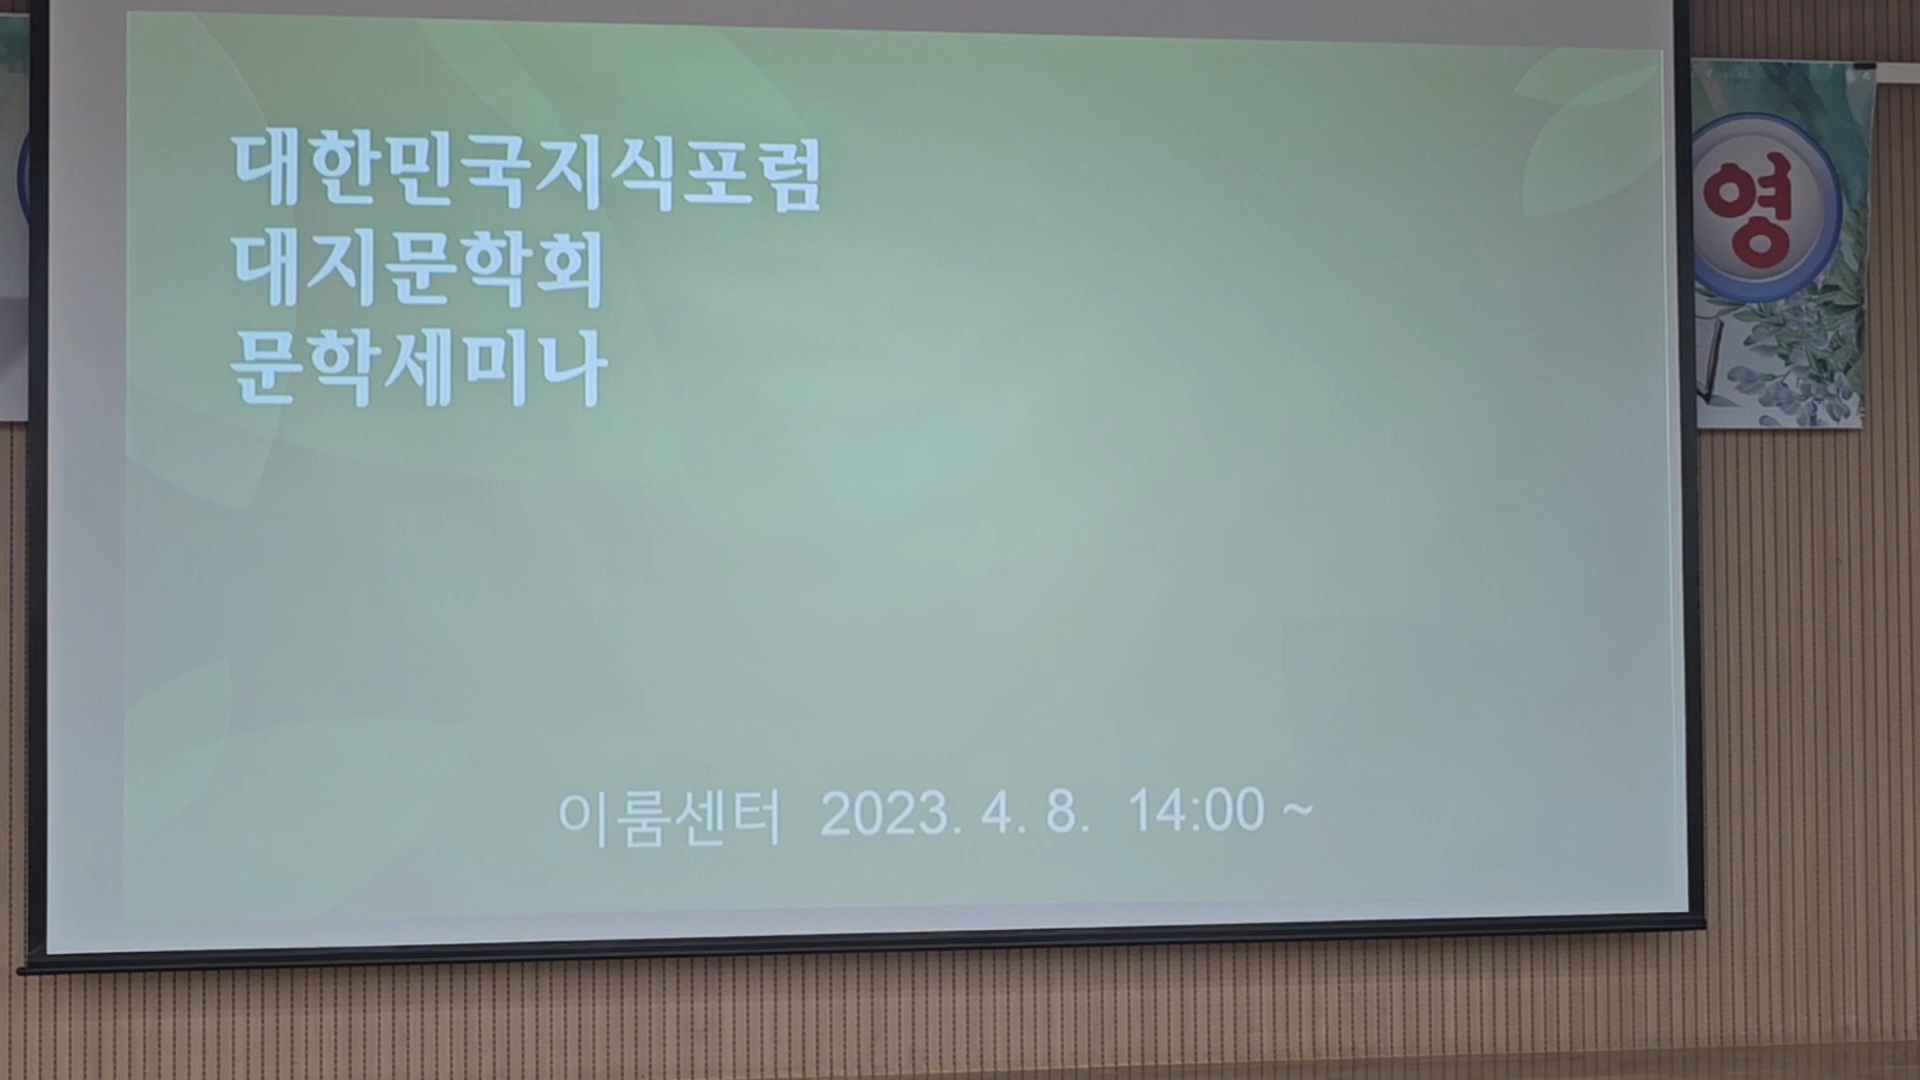 대한민국지식포럼
대지문학회
문학세미나
이룸센터 2023. 4. 8. 14:00 ~
영